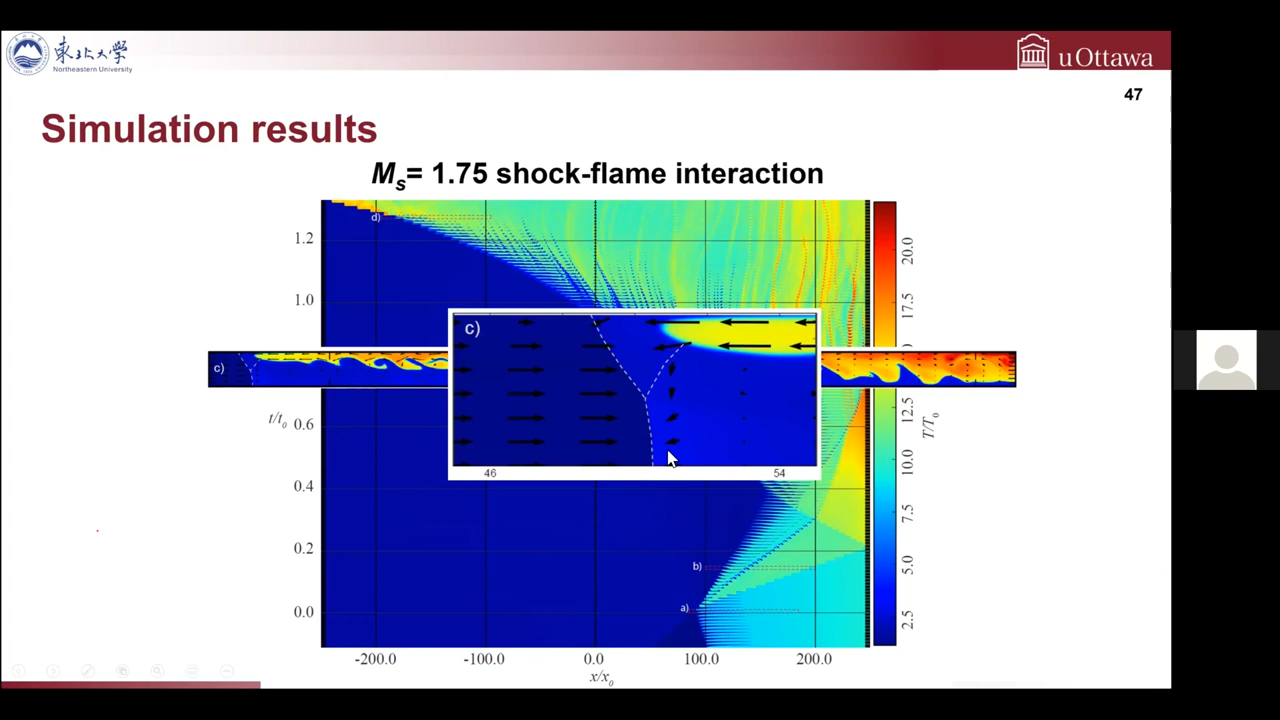 東北大学
Northeastern University
uOttawa
47
Simulation results
Ms= 1.75 shock-flame interaction
d)
1.2
1.0
c)
c)
t/t0
0.6
0.4
46
54
b)
0.2
a)
0.0
-200.0
-100.0
0.0
100.0
200.0
x/x0
20.0
17.5
12.5
10.0
7.5
5.0
2.5
T/T0